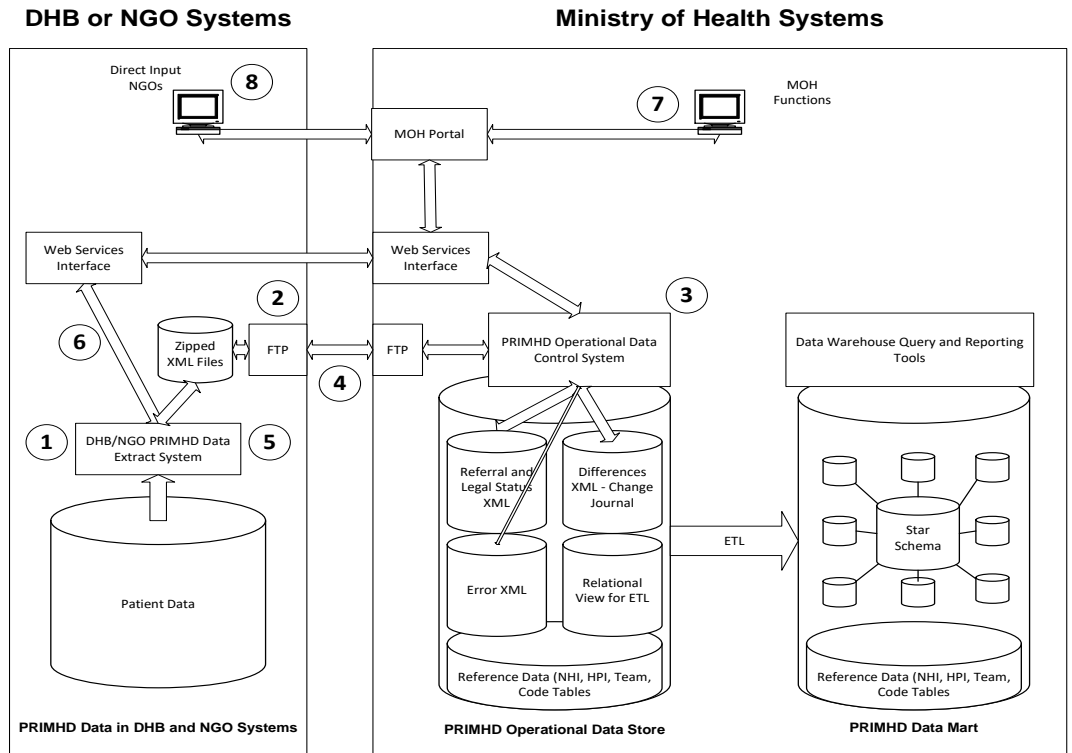 DHB or NGO Systems
Ministry of Health Systems
Direct Input
NGOs
8
7
MOH
Functions
MOH Portal
Web Services
Interface
Web Services
Interface
2
3
6
Zipped
XML Files
FTP
4
FTP
PRIMHD Operational Data
Control System
Data Warehouse Query and Reporting
Tools
1
DHB/NGO PRIMHD Data
Extract System
5
Referral and
Legal Status
XML
Differences
XML - Change
Journal
Star
Schema
ETL
Error XML
Relational
View for ETL
Patient Data
Reference Data (NHI, HPI, Team,
Code Tables
Reference Data (NHI, HPI, Team,
Code Tables
PRIMHD Data in DHB and NGO Systems
PRIMHD Operational Data Store
PRIMHD Data Mart